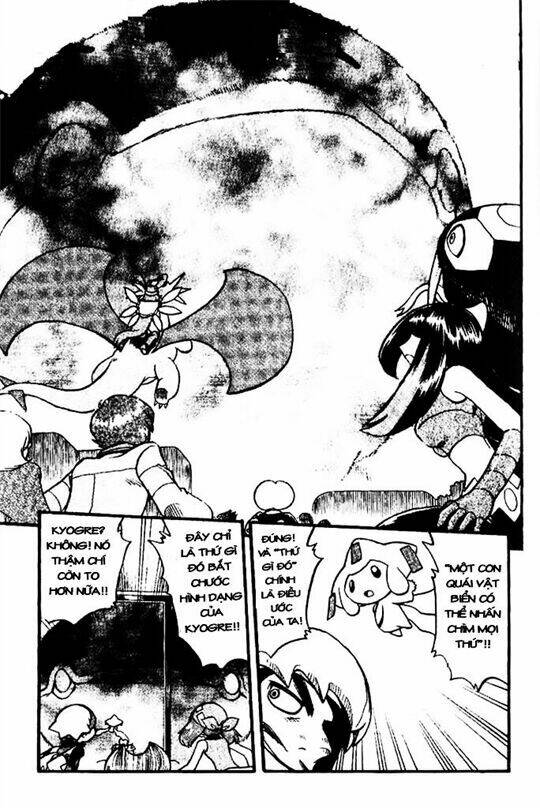 "MỘT CON
QUÁI VẬT
BIỂN CÓ
THỂ NHẤN
CHÌM MỌI
THỨ"!!
ĐÚNG!
VÀ "THỨ
GÌ ĐÓ"
CHÍNH
LÀ ĐIỀU
ƯỚC
CỦA TA!
ĐÂY CHỈ
LÀ THỨ GÌ
ĐÓ BẮT
CHƯỚC
HÌNH DẠNG
CỦA
KYOGRE!!
KYOGRE?
KHÔNG! NÓ
THẬM CHÍ
CÒN TO
HƠN NỮA!!